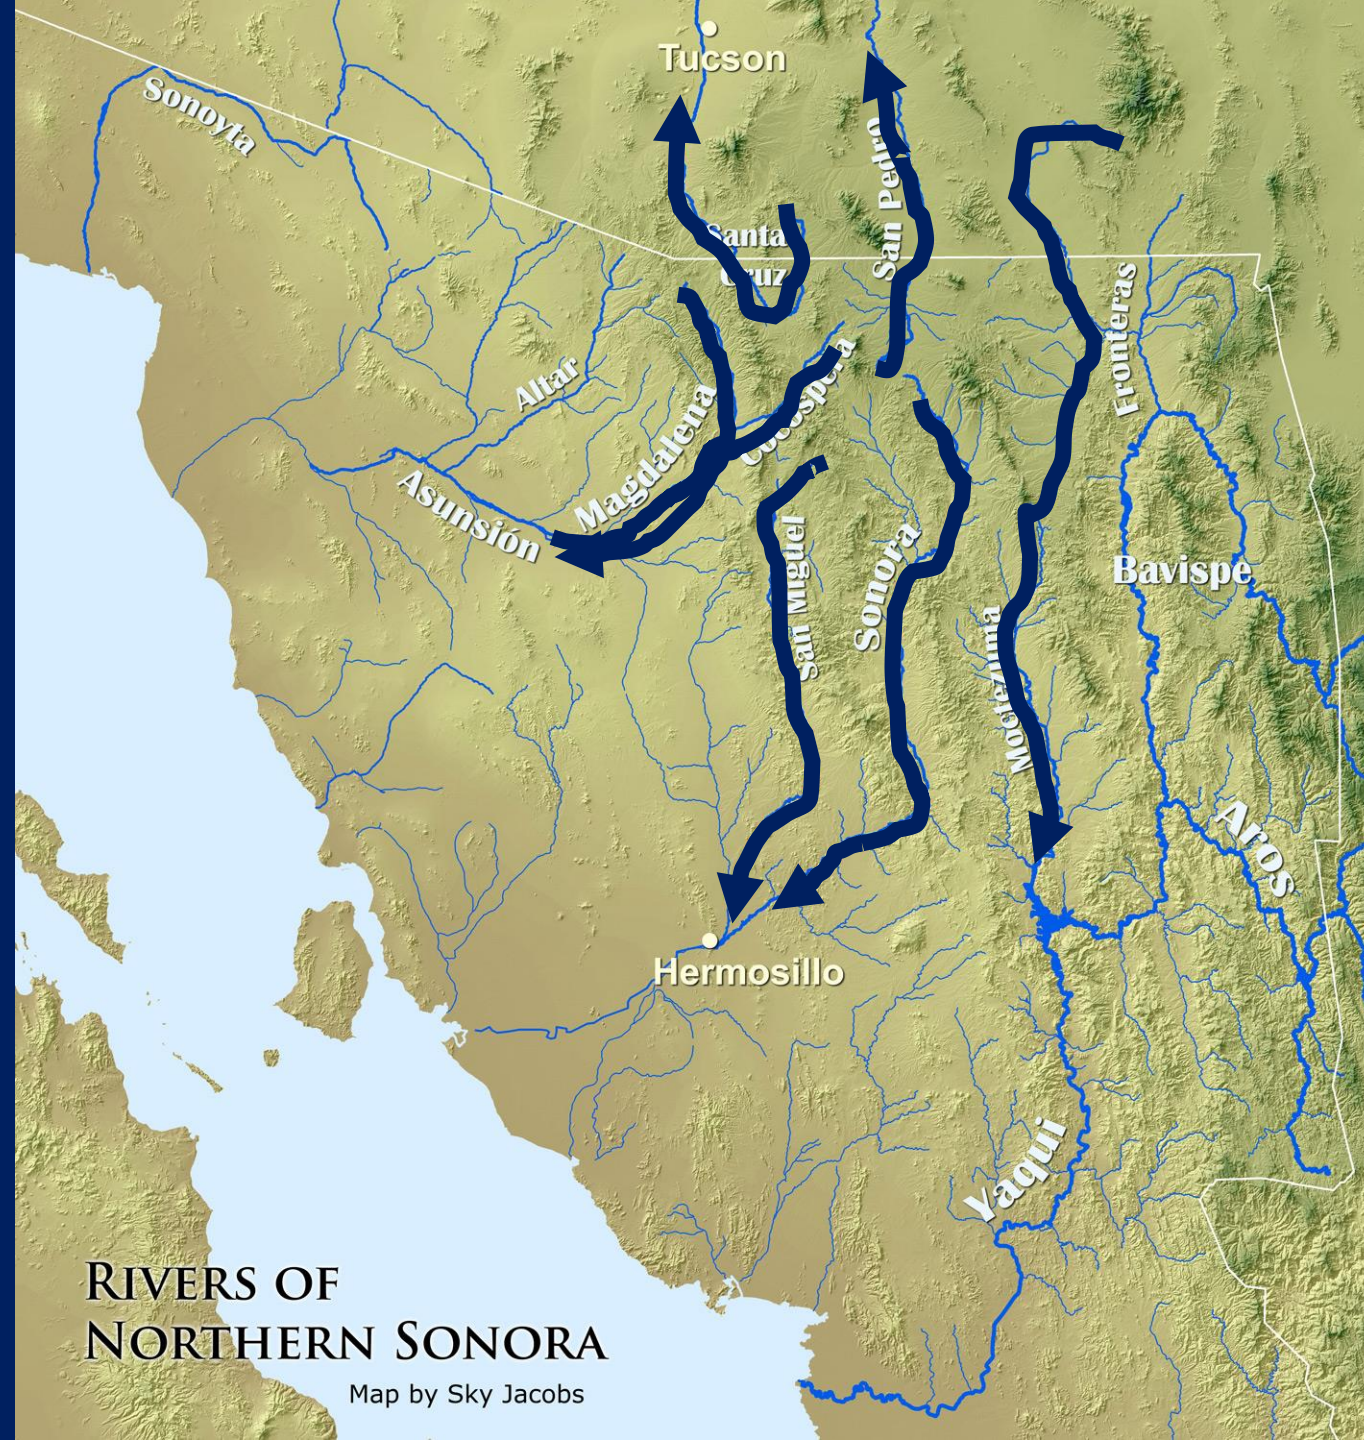 Tucson
Sonoyta
San Pedro
Santa
Cruz
Fronteras
Altar
Magdalena
Cocospera
Asunsión
San Miguel
Sonora
Moctezuma
Bavispe
Aros
Hermosillo
Yaqui
RIVERS OF
NORTHERN SONORA
Map by Sky Jacobs